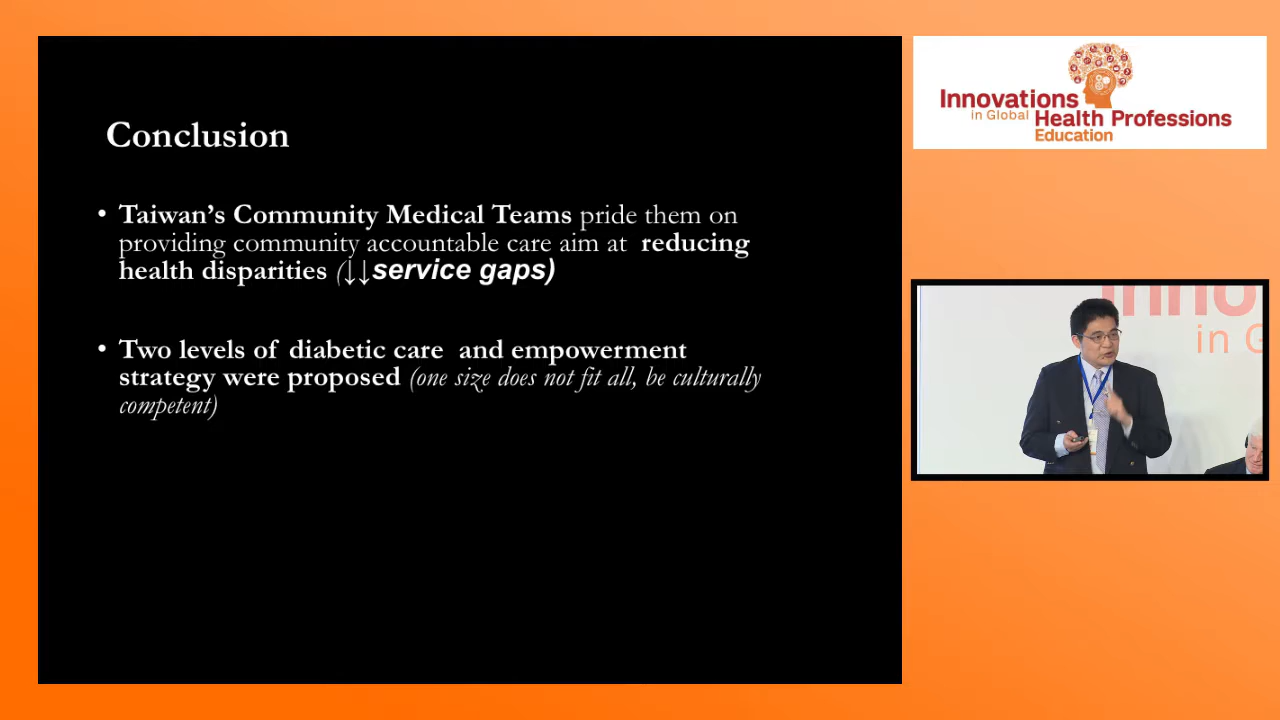 Conclusion
• Taiwan’s Community Medical Teams pride them on
providing community accountable care aim at reducing
health disparities (↓↓service gaps)
• Two levels of diabetic care and empowerment
strategy were proposed (one size does not fit all, be culturally
competent)
Innovations
in Global Health Professions
Education
Inno
in G